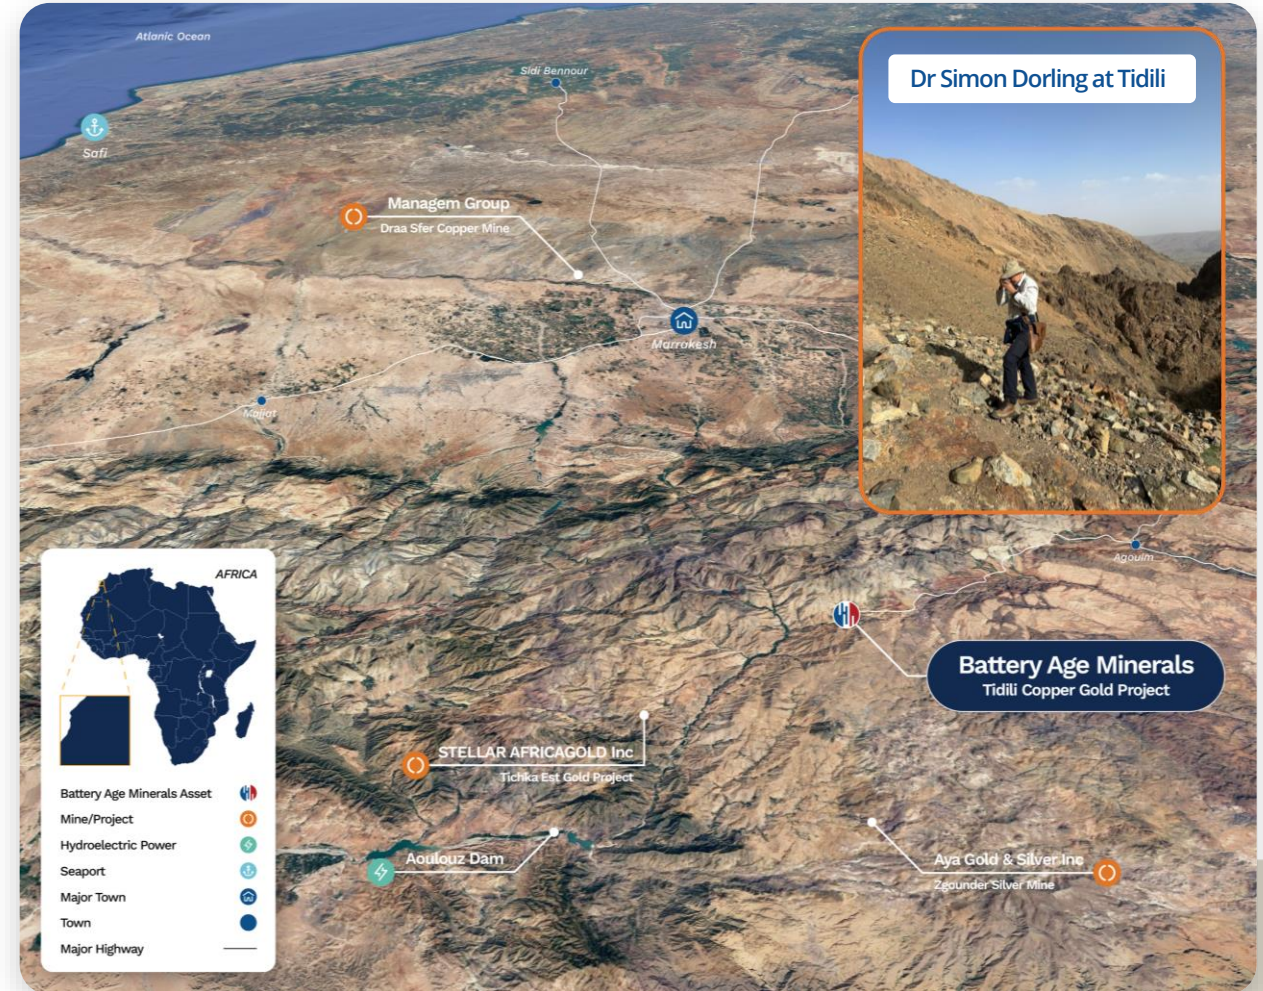 Atlanic Ocean
Dr Simon Dorling at Tidili
Sidi Bennour
Safi
Managem Group
Draa Sfer Copper Mine
Marrakesh
Majjat
Agouim
AFRICA
Battery Age Minerals
Tidili Copper Gold Project
STELLAR AFRICAGOLD Inc
Tichka Est Gold Project
Battery Age Minerals Asset
Mine/Project
Hydroelectric Power
Seaport
Major Town
Town
Major Highway
Aoulouz Dam
Aya Gold & Silver Inc
Zgounder Silver Mine